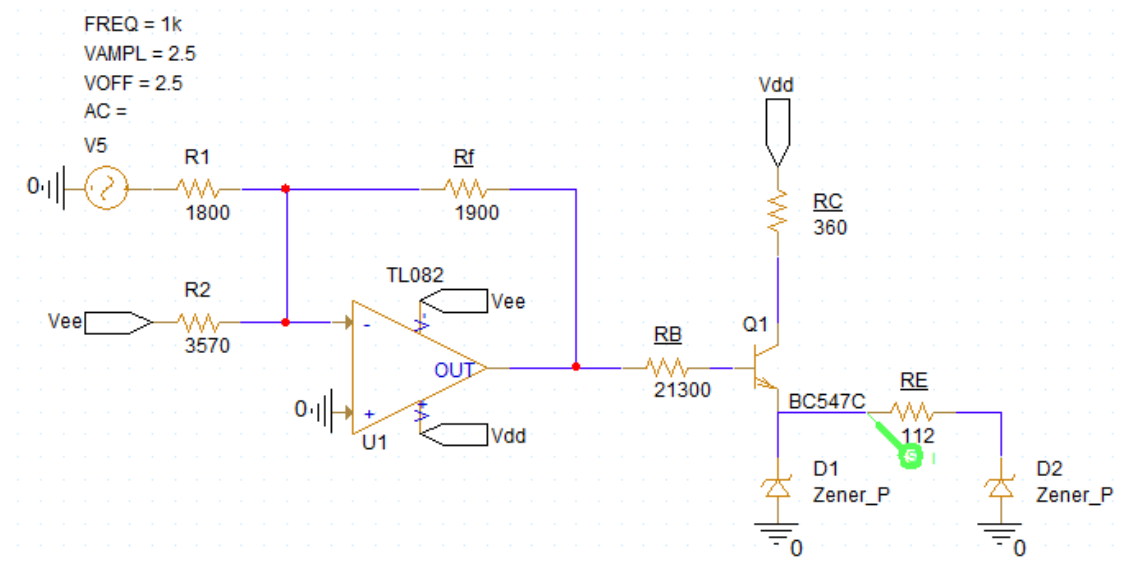 FREQ = 1k
VAMPL = 2.5
VOFF = 2.5
AC =
V5
0
R1
1800
Rf
1900
Vdd
RC
360
TL082
Vee
R2
3570
Vee
-
OUT
+
0
U1
Vdd
RB
21300
Q1
BC547C
RE
112
D1
Zener_P
0
D2
Zener_P
0